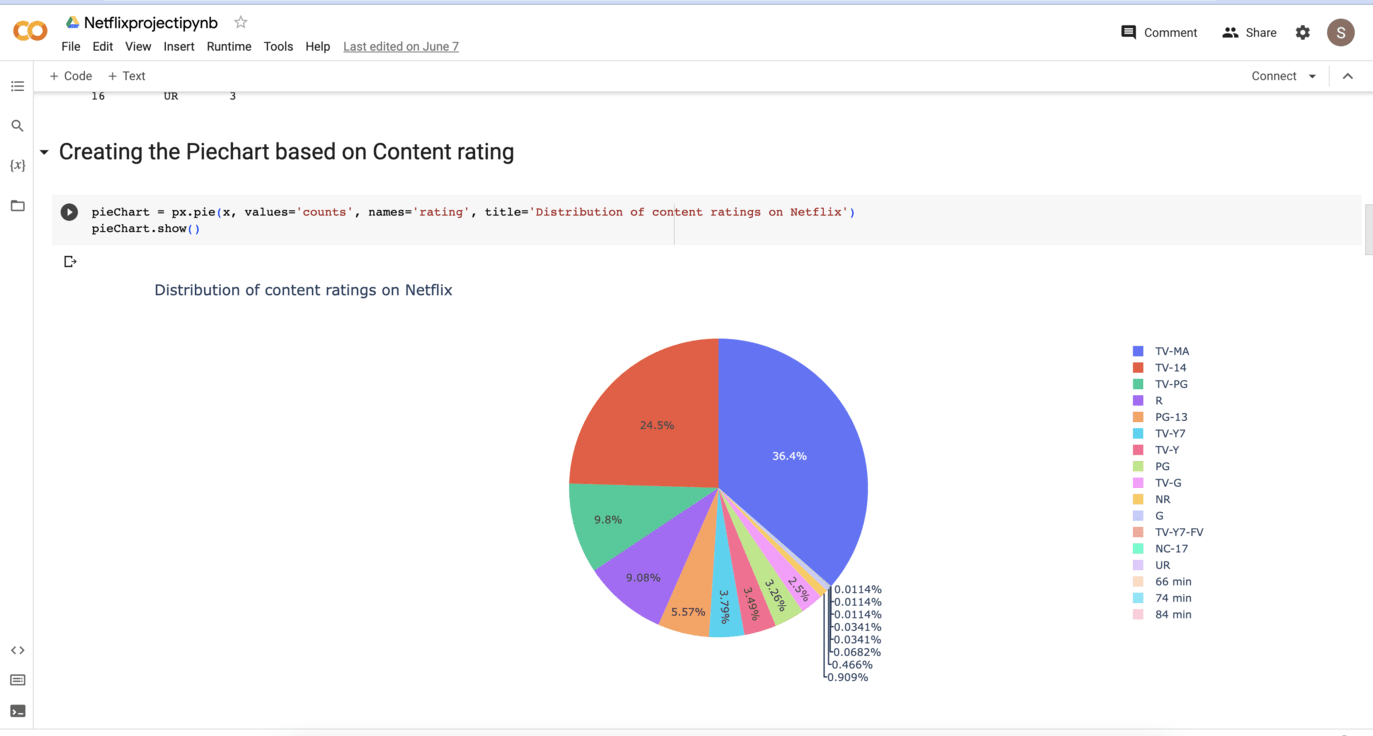 Netflixprojectipynb
File Edit View Insert Runtime Tools Help Last edited on June 7
Comment Share S
+ Code + Text
Connect
16 UR 3
{x}
Creating the Piechart based on Content rating
pieChart = px.pie(x, values='counts', names='rating', title='Distribution of content ratings on Netflix')
pieChart.show()
Distribution of content ratings on Netflix
36.4%
24.5%
9.8%
9.08%
5.57%
3.79%
3.49%
3.26%
2.5%
0.0114%
0.0114%
0.0114%
0.0341%
0.0341%
0.0682%
0.466%
0.909%
TV-MA
TV-14
TV-PG
R
PG-13
TV-Y7
TV-Y
PG
TV-G
NR
G
TV-Y7-FV
NC-17
UR
66 min
74 min
84 min